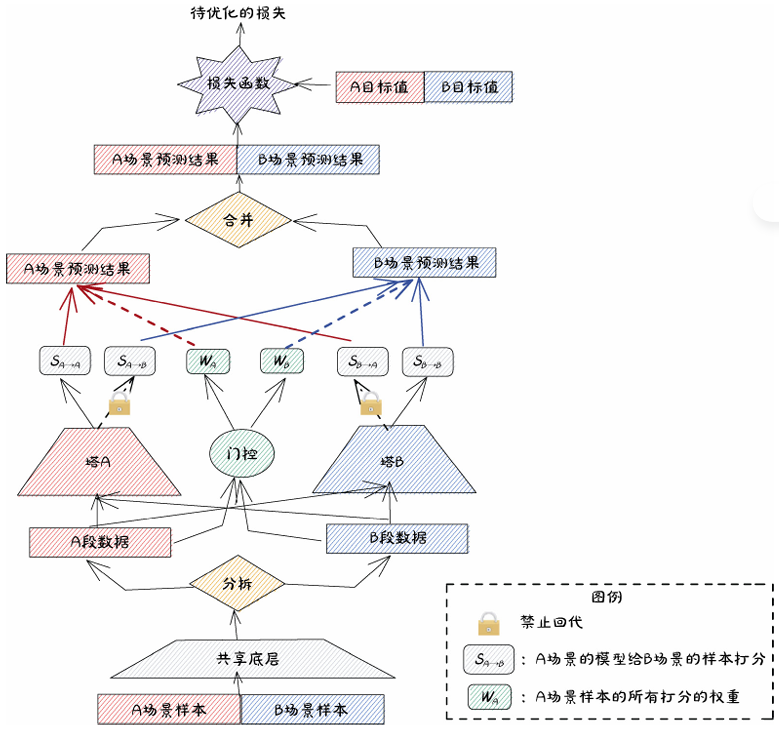 待优化的损失
损失函数
A目标值 B目标值
A场景预测结果 B场景预测结果
合并
A场景预测结果
B场景预测结果
S_{A→A} S_{A→B} W_A W_B S_{B→A} S_{B→B}
塔A 门控 塔B
A段数据 B段数据
分拆
共享底层
A场景样本 B场景样本
图例
禁止回代
S_{A→B} : A场景的模型给B场景的样本打分
W_A : A场景样本的所有打分的权重